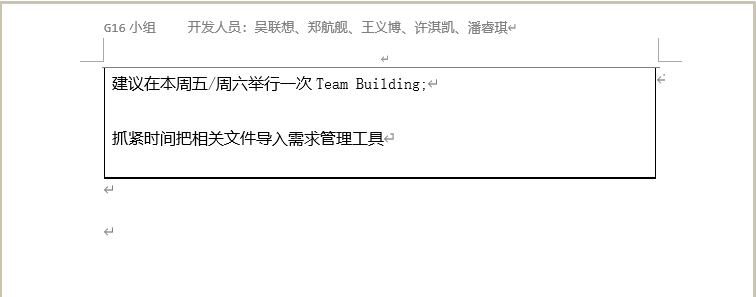 G16 小组 开发人员：吴联想、郑航舰、王义博、许淇凯、潘睿琪
建议在本周五/周六举行一次 Team Building;
抓紧时间把相关文件导入需求管理工具